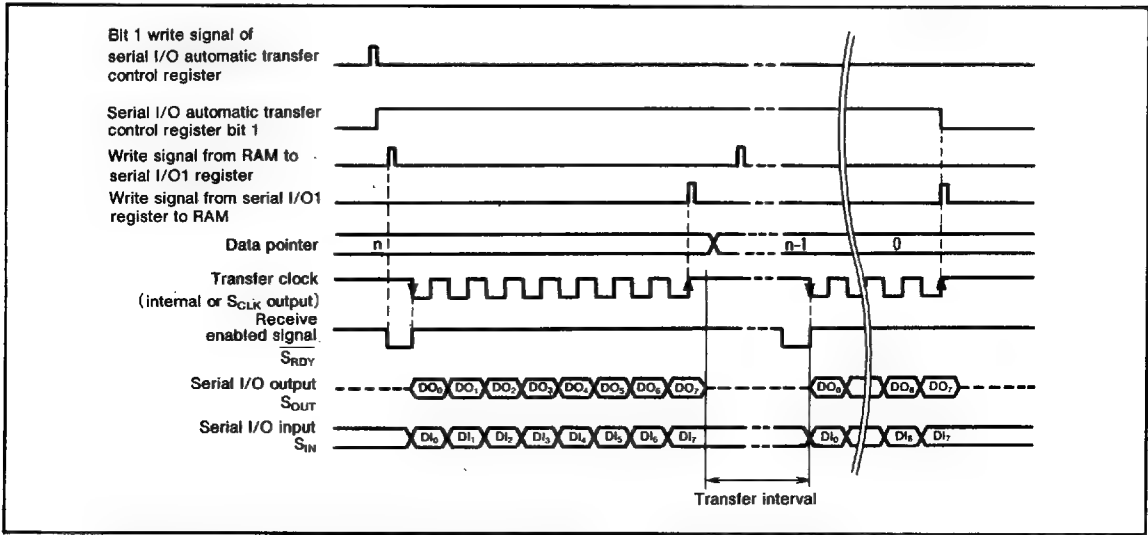 Bit 1 write signal of
serial I/O automatic transfer
control register
Serial I/O automatic transfer
control register bit 1
Write signal from RAM to
serial I/O1 register
Write signal from serial I/O1
register to RAM
Data pointer n n-1 0
Transfer clock
(internal or SCLK output)
Receive
enabled signal
SRDY
Serial I/O output DO0 DO1 DO2 DO3 DO4 DO5 DO6 DO7 DO0 DO6 DO7
SOUT
Serial I/O input
SIN DI0 DI1 DI2 DI3 DI4 DI5 DI6 DI7 DI0 DI6 DI7
Transfer interval